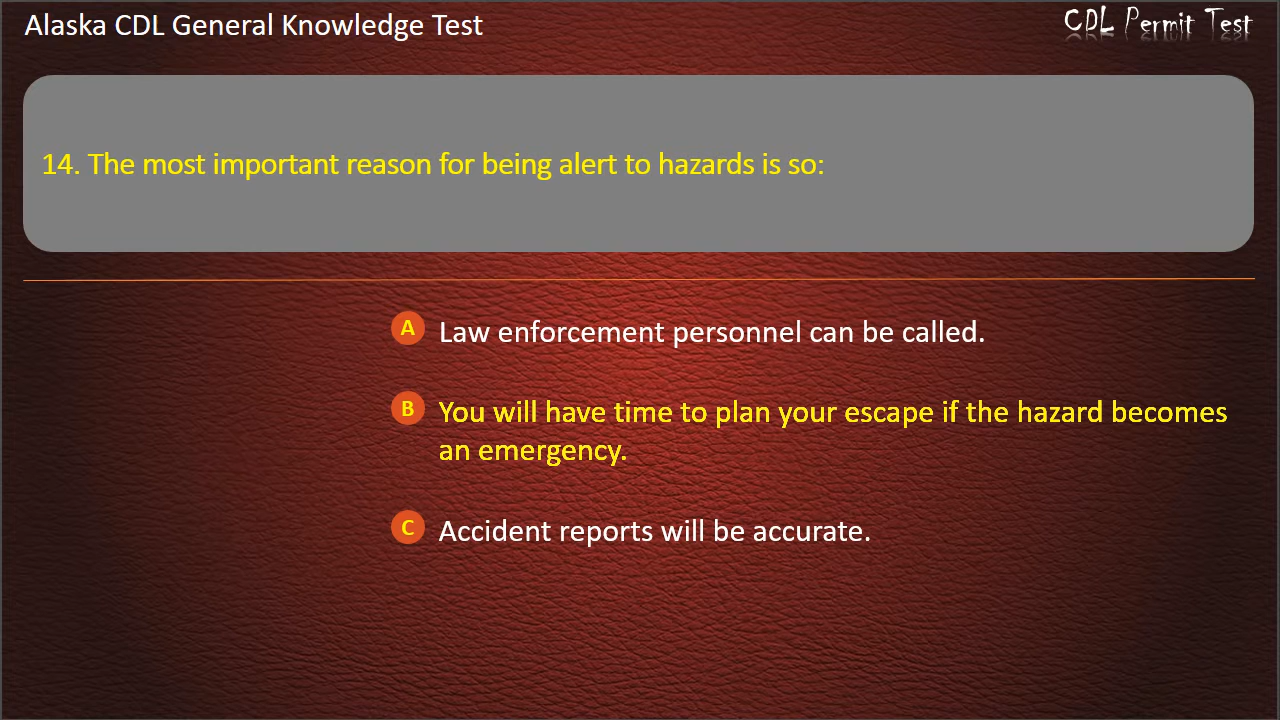 Alaska CDL General Knowledge Test
CDL Permit Test
14. The most important reason for being alert to hazards is so:
A Law enforcement personnel can be called.
B You will have time to plan your escape if the hazard becomes
an emergency.
C Accident reports will be accurate.